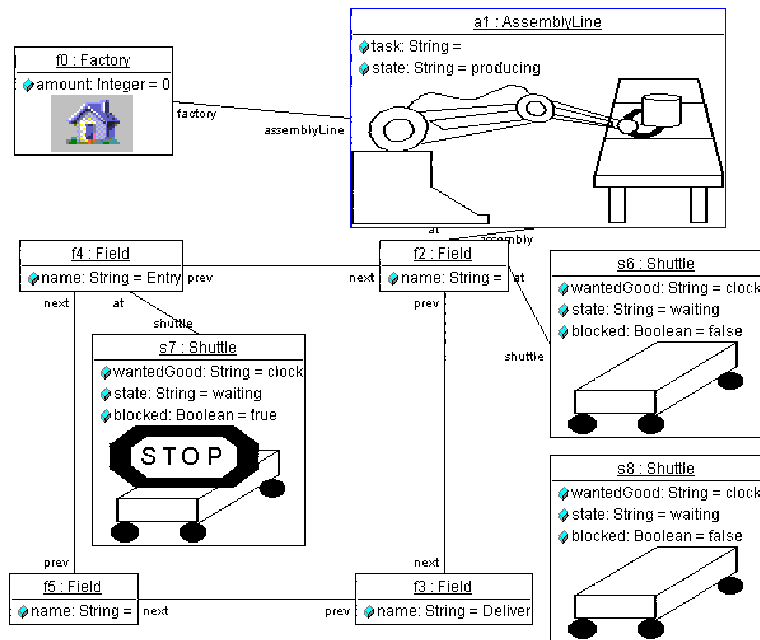 a1 : AssemblyLine
task: String =
state: String = producing
f0 : Factory
amount: Integer = 0
factory
assemblyLine
at
assembly
f4 : Field
name: String = Entry
prev
next
at
shuttle
f2 : Field
name: String =
next
at
prev
shuttle
s6 : Shuttle
wantedGood: String = clock
state: String = waiting
blocked: Boolean = false
s7 : Shuttle
wantedGood: String = clock
state: String = waiting
blocked: Boolean = true
STOP
s8 : Shuttle
wantedGood: String = clock
state: String = waiting
blocked: Boolean = false
prev
f5 : Field
name: String =
next
next
f3 : Field
prev
name: String = Deliver